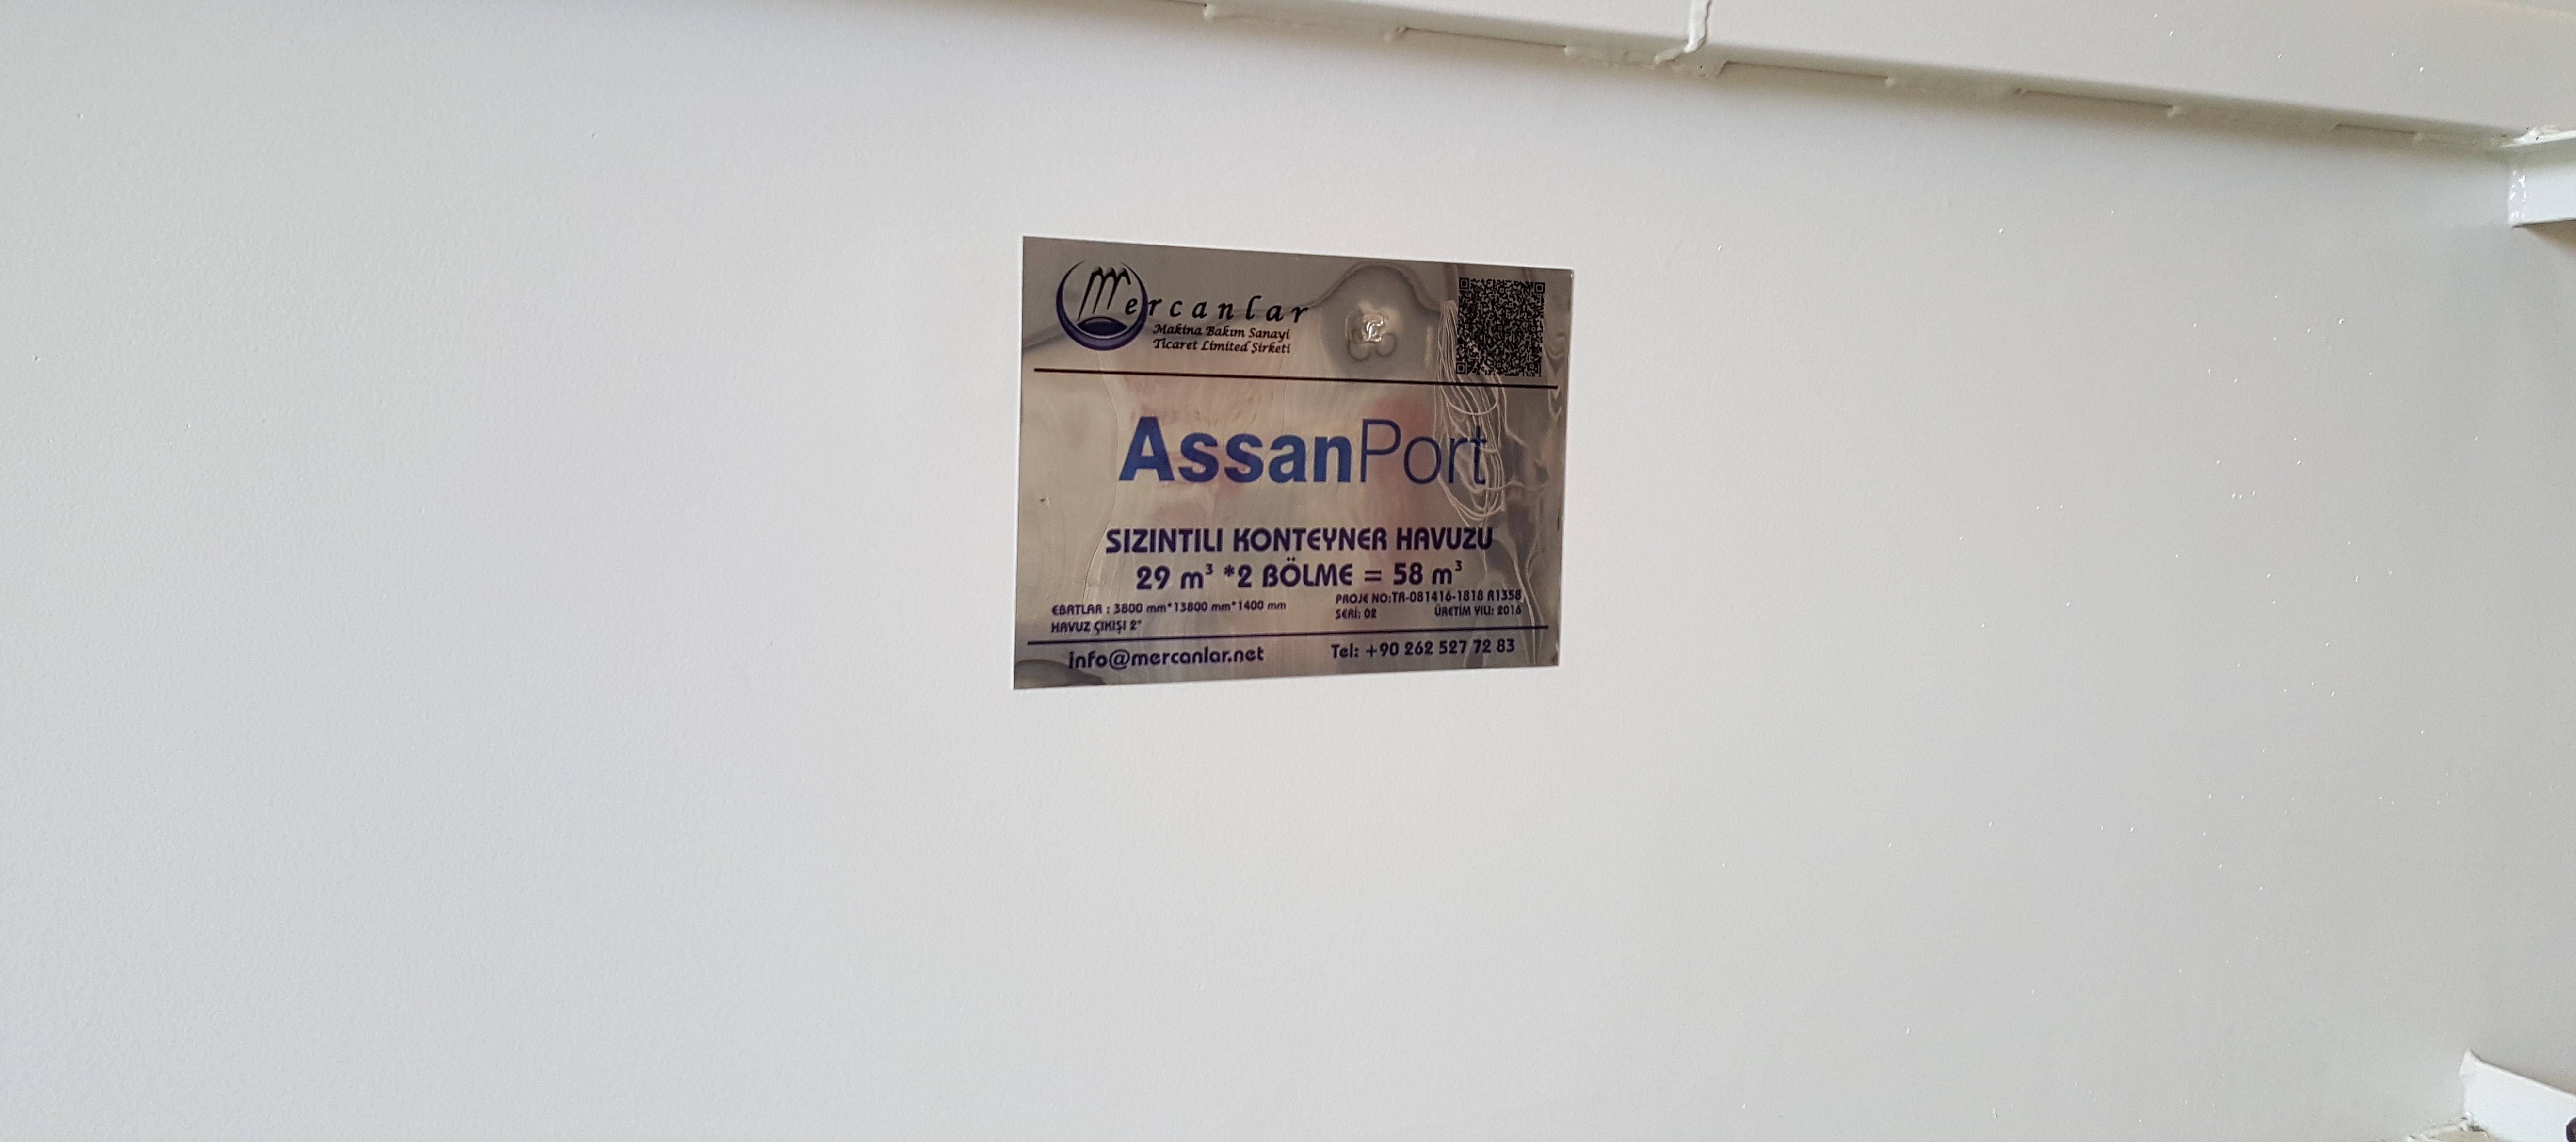 Mercanlar
Makina Bakım Sanayi
Ticaret Limited Şirketi
AssanPort
SIZINTILI KONTEYNER HAVUZU
29 m³ *2 BÖLME = 58 m³
EBATLAR : 3800 mm*13800 mm*1400 mm
HAVUZ ÇIKIŞI 2"
PROJE NO:TR-081416-1818 A1358
SERİ: 02 ÜRETİM YILI: 2016
info@mercanlar.net
Tel: +90 262 527 72 83